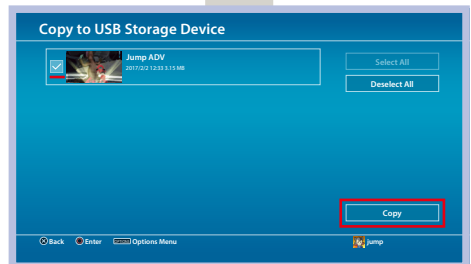 Copy to USB Storage Device
Jump ADV
2017/2/2 12:33 3.15 MB
Select All
Deselect All
Copy
Back Enter OPTIONS Options Menu
jump